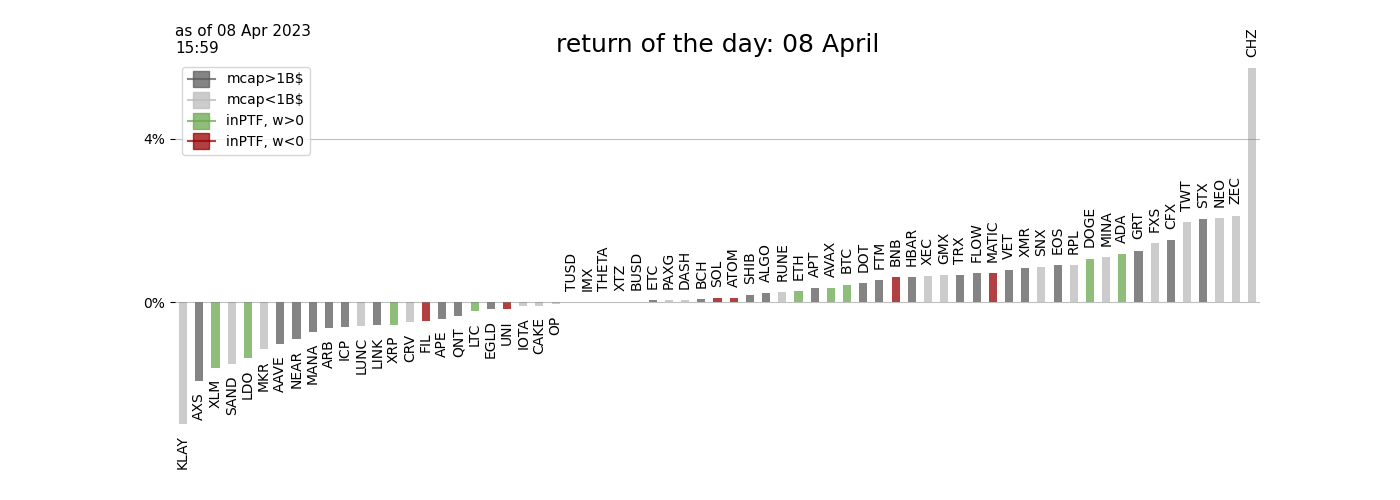 as of 08 Apr 2023
15:59
return of the day: 08 April
mcap>1B$
mcap<1B$
inPTF, w>0
inPTF, w<0
4%
0%
KLAY
AXS
XLM
SAND
LDO
MKR
AAVE
NEAR
MANA
ARB
ICP
LUNC
LINK
XRP
CRV
FIL
APE
QNT
LTC
EGLD
UNI
IOTA
CAKE
OP
TUSD
IMX
THETA
XTZ
BUSD
ETC
PAXG
DASH
BCH
SOL
ATOM
SHIB
ALGO
RUNE
ETH
APT
AVAX
BTC
DOT
FTM
BNB
HBAR
XEC
GMX
TRX
FLOW
MATIC
VET
XMR
SNX
EOS
RPL
DOGE
MINA
ADA
GRT
FXS
CFX
TWT
STX
NEO
ZEC
CHZ